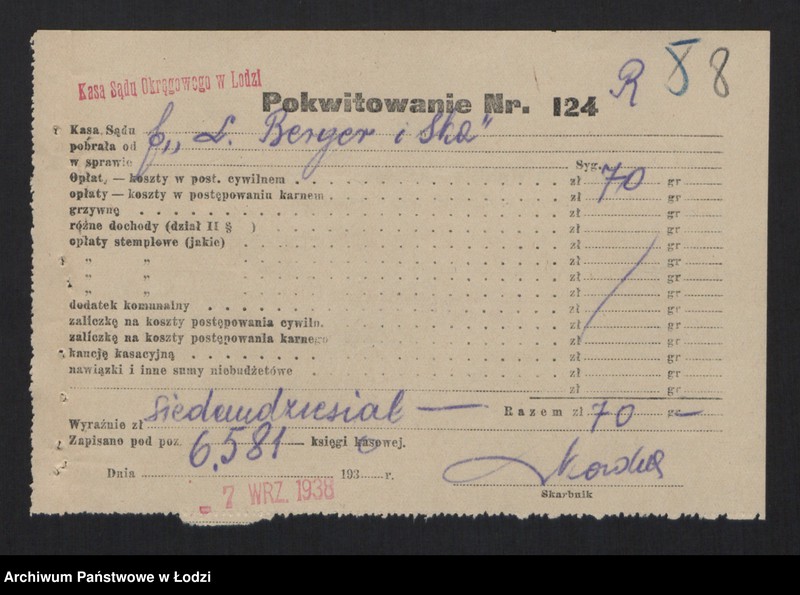 Kasa Sądu Okręgowego w Łodzi
R X 8
Pokwitowanie Nr. 124
Kasa Sądu
pobrała od f. „L. Berger i Ska"
w sprawie Syg.
Opłat. — koszty w post. cywilnem zł 70 gr
opłaty — koszty w postępowaniu karnem zł gr
grzywnę zł gr
różne dochody (dział II § ) zł gr
opłaty stemplowe (jakie) zł gr
„ „ zł gr
„ „ zł gr
„ „ zł gr
dodatek komunalny zł gr
zaliczkę na koszty postępowania cywiln. zł gr
zaliczkę na koszty postępowania karnego zł gr
kaucję kasacyjną zł gr
nawiązki i inne sumy niebudżetowe zł gr
zł gr
Wyraźnie zł siedemdziesiąt — Razem zł 70 gr —
Zapisano pod poz. 6.581 księgi kasowej.
Dnia 193 r.
- 7 WRZ. 1938
Skarbnik
Archiwum Państwowe w Łodzi